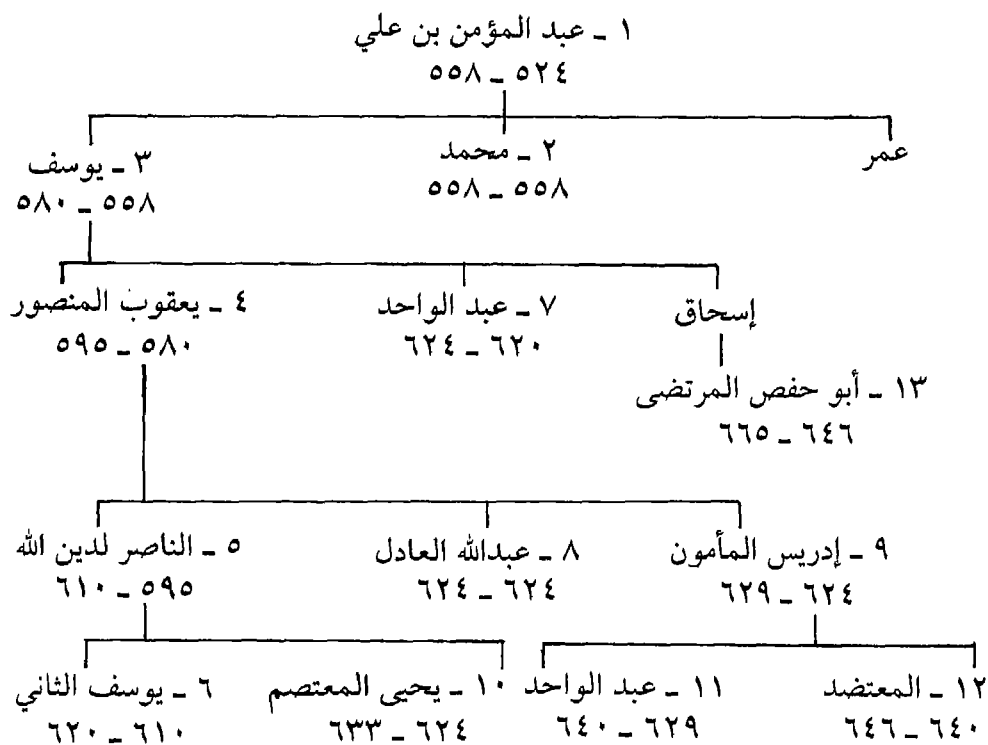 ١ ـ عبد المؤمن بن علي
٥٢٤ ـ ٥٥٨
عمر
٢ ـ محمد
٥٥٨ ـ ٥٥٨
٣ ـ يوسف
٥٥٨ ـ ٥٨٠
إسحاق
٧ ـ عبد الواحد
٦٢٠ ـ ٦٢٤
٤ ـ يعقوب المنصور
٥٨٠ ـ ٥٩٥
١٣ ـ أبو حفص المرتضى
٦٤٦ ـ ٦٦٥
٩ ـ إدريس المأمون
٦٢٤ ـ ٦٢٩
٨ ـ عبدالله العادل
٦٢٤ ـ ٦٢٤
٥ ـ الناصر لدين الله
٥٩٥ ـ ٦١٠
١٢ ـ المعتضد
٦٤٠ ـ ٦٤٦
١١ ـ عبد الواحد
٦٢٩ ـ ٦٤٠
١٠ ـ يحيى المعتصم
٦٢٤ ـ ٦٣٣
٦ ـ يوسف الثاني
٦١٠ ـ ٦٢٠